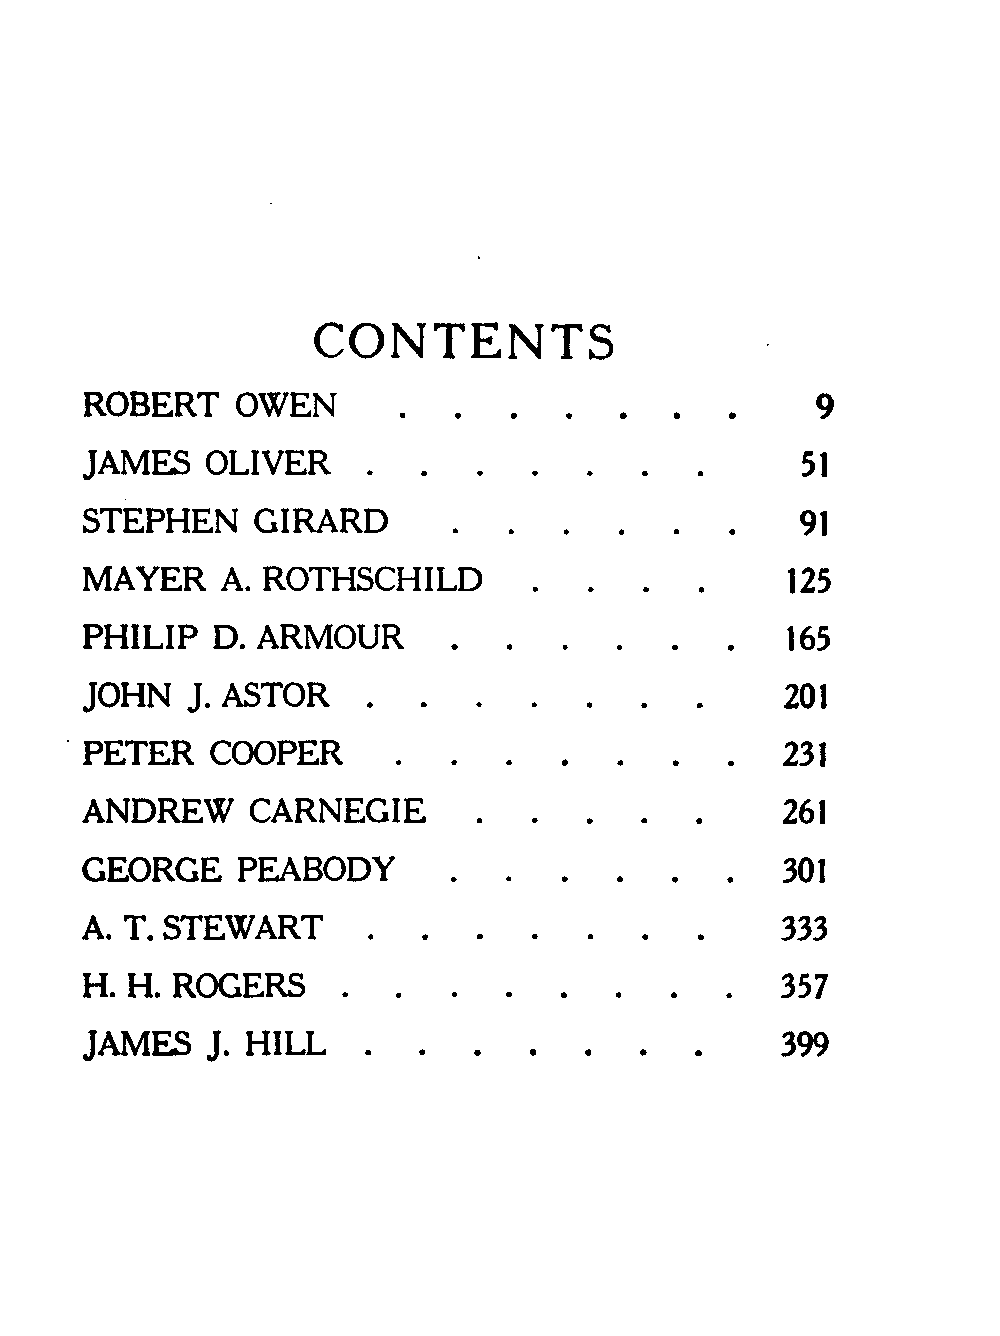 CONTENTS
ROBERT OWEN . . . . . . . 9
JAMES OLIVER . . . . . . . 51
STEPHEN GIRARD . . . . . . 91
MAYER A. ROTHSCHILD . . . . 125
PHILIP D. ARMOUR . . . . . . 165
JOHN J. ASTOR . . . . . . . 201
PETER COOPER . . . . . . . 231
ANDREW CARNEGIE . . . . . 261
GEORGE PEABODY . . . . . . 301
A. T. STEWART . . . . . . . 333
H. H. ROGERS . . . . . . . . 357
JAMES J. HILL . . . . . . . 399